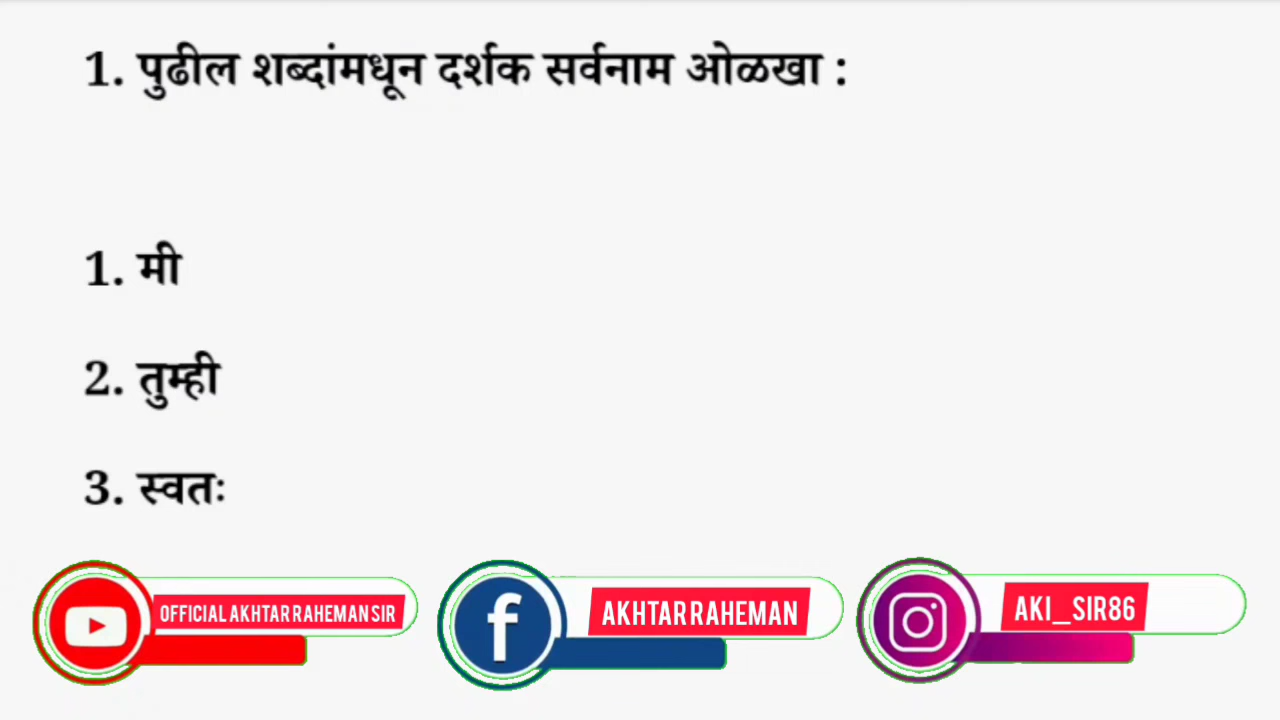 1. पुढील शब्दांमधून दर्शक सर्वनाम ओळखा :
1. मी
2. तुम्ही
3. स्वतः
OFFICIAL AKHTAR RAHEMAN SIR
AKHTAR RAHEMAN
AKI_SIR86